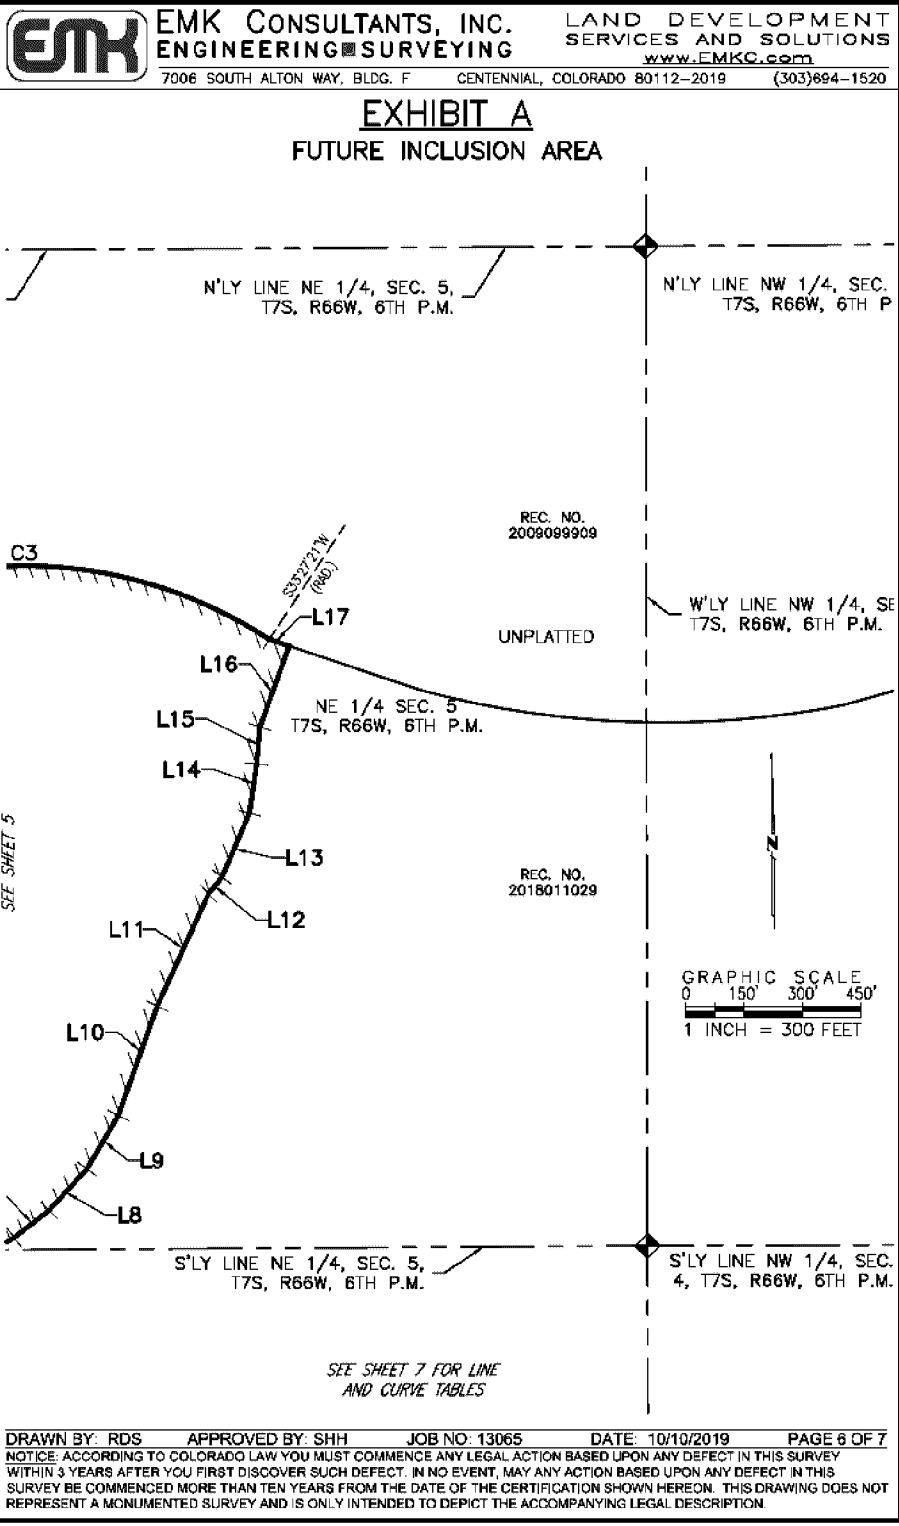 EMK
EMK CONSULTANTS, INC.
ENGINEERING SURVEYING
LAND DEVELOPMENT
SERVICES AND SOLUTIONS
www.EMKC.com
7006 SOUTH ALTON WAY, BLDG. F CENTENNIAL, COLORADO 80112-2019 (303)694-1520
EXHIBIT A
FUTURE INCLUSION AREA
N'LY LINE NE 1/4, SEC. 5,
T7S, R66W, 6TH P.M.
N'LY LINE NW 1/4, SEC.
T7S, R66W, 6TH P
REC. NO.
2009099909
C3
S33°27'21"W
(RAD.)
L17
W'LY LINE NW 1/4, SE
T7S, R66W, 6TH P.M.
UNPLATTED
L16
NE 1/4 SEC. 5
T7S, R66W, 6TH P.M.
L15
L14
SEE SHEET 5
L13
N
REC. NO.
2018011029
L12
L11
GRAPHIC SCALE
0 150' 300' 450'
1 INCH = 300 FEET
L10
L9
L8
S'LY LINE NE 1/4, SEC. 5,
T7S, R66W, 6TH P.M.
S'LY LINE NW 1/4, SEC.
4, T7S, R66W, 6TH P.M.
SEE SHEET 7 FOR LINE
AND CURVE TABLES
DRAWN BY: RDS APPROVED BY: SHH JOB NO: 13065 DATE: 10/10/2019 PAGE 6 OF 7
NOTICE: ACCORDING TO COLORADO LAW YOU MUST COMMENCE ANY LEGAL ACTION BASED UPON ANY DEFECT IN THIS SURVEY
WITHIN 3 YEARS AFTER YOU FIRST DISCOVER SUCH DEFECT. IN NO EVENT, MAY ANY ACTION BASED UPON ANY DEFECT IN THIS
SURVEY BE COMMENCED MORE THAN TEN YEARS FROM THE DATE OF THE CERTIFICATION SHOWN HEREON. THIS DRAWING DOES NOT
REPRESENT A MONUMENTED SURVEY AND IS ONLY INTENDED TO DEPICT THE ACCOMPANYING LEGAL DESCRIPTION.